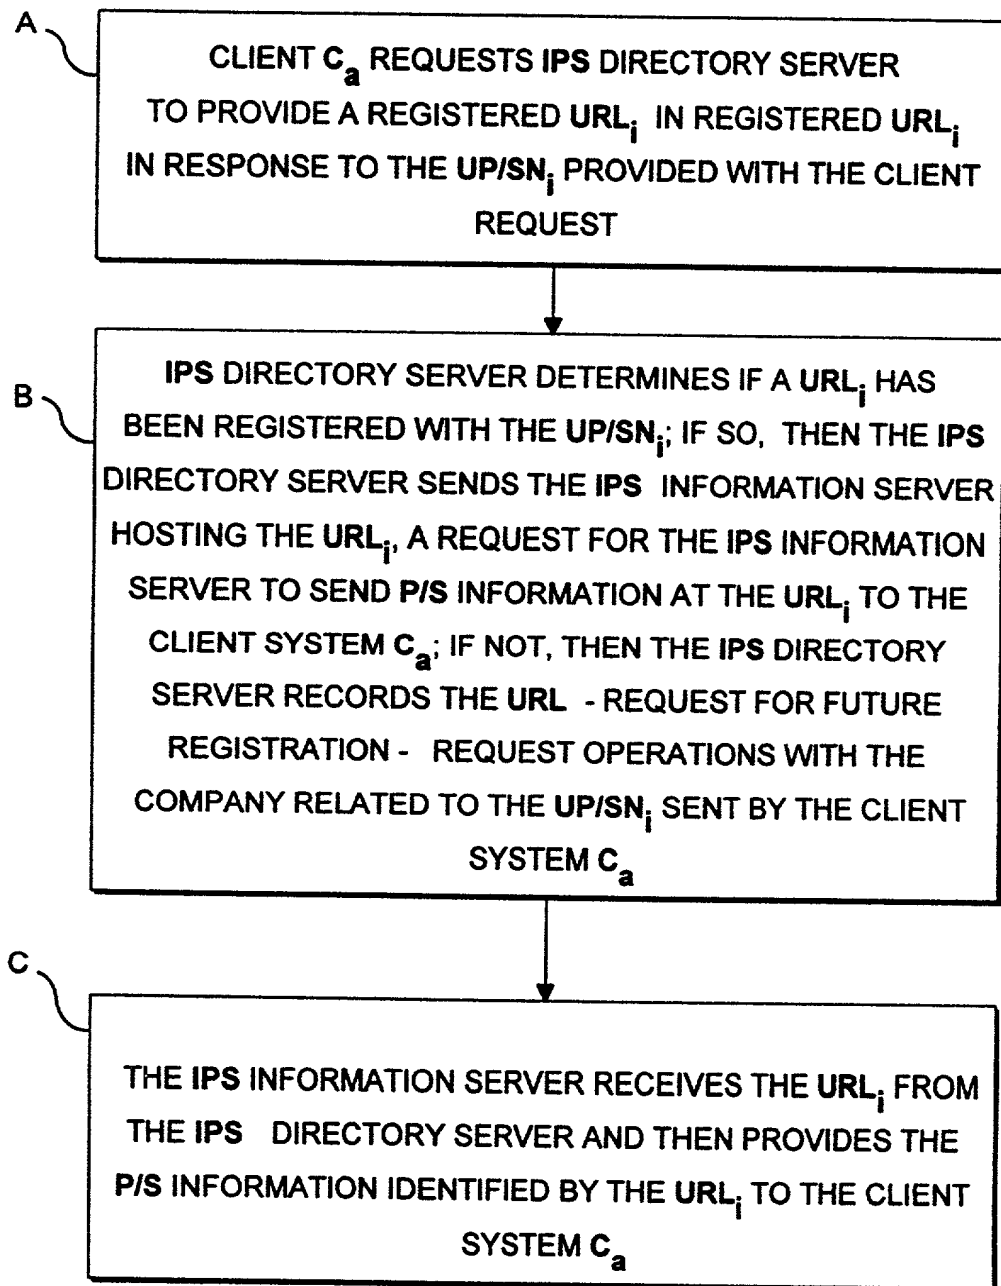 A
CLIENT Ca REQUESTS IPS DIRECTORY SERVER
TO PROVIDE A REGISTERED URLi IN REGISTERED URLi
IN RESPONSE TO THE UP/SNi PROVIDED WITH THE CLIENT
REQUEST
B
IPS DIRECTORY SERVER DETERMINES IF A URLi HAS
BEEN REGISTERED WITH THE UP/SNi; IF SO, THEN THE IPS
DIRECTORY SERVER SENDS THE IPS INFORMATION SERVER
HOSTING THE URLi, A REQUEST FOR THE IPS INFORMATION
SERVER TO SEND P/S INFORMATION AT THE URLi TO THE
CLIENT SYSTEM Ca; IF NOT, THEN THE IPS DIRECTORY
SERVER RECORDS THE URL - REQUEST FOR FUTURE
REGISTRATION - REQUEST OPERATIONS WITH THE
COMPANY RELATED TO THE UP/SNi SENT BY THE CLIENT
SYSTEM Ca
C
THE IPS INFORMATION SERVER RECEIVES THE URLi FROM
THE IPS DIRECTORY SERVER AND THEN PROVIDES THE
P/S INFORMATION IDENTIFIED BY THE URLi TO THE CLIENT
SYSTEM Ca